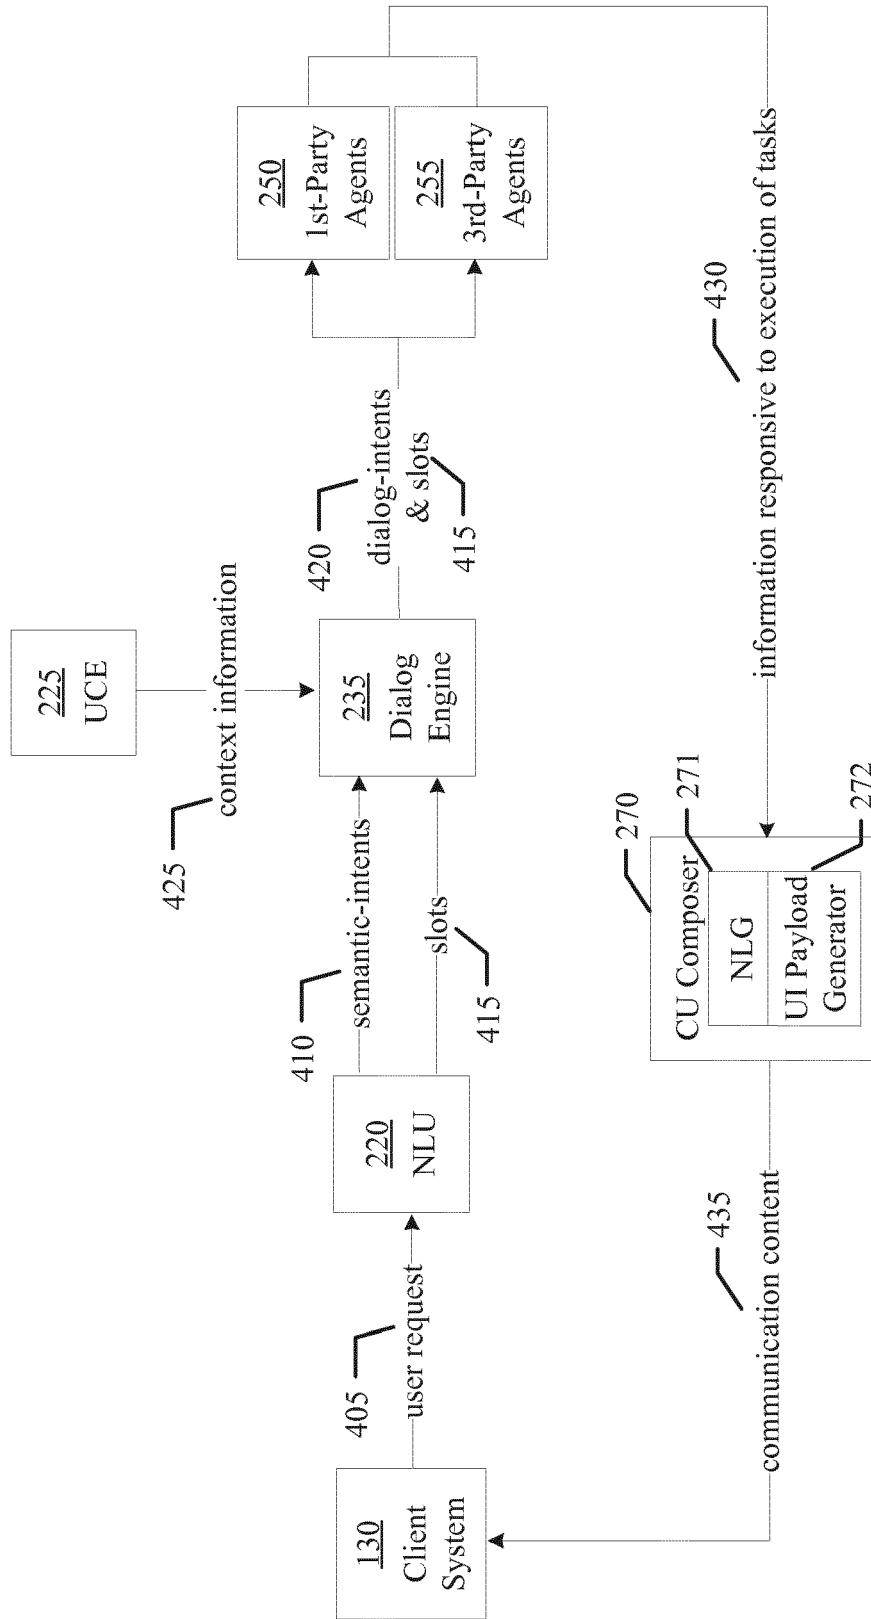 225
UCE
425
context information
130
Client
System
405
user request
220
NLU
410
semantic-intents
slots
415
235
Dialog
Engine
420
dialog-intents
& slots
415
250
1st-Party
Agents
255
3rd-Party
Agents
430
information responsive to execution of tasks
270
CU Composer
271
NLG
UI Payload
Generator
272
435
communication content